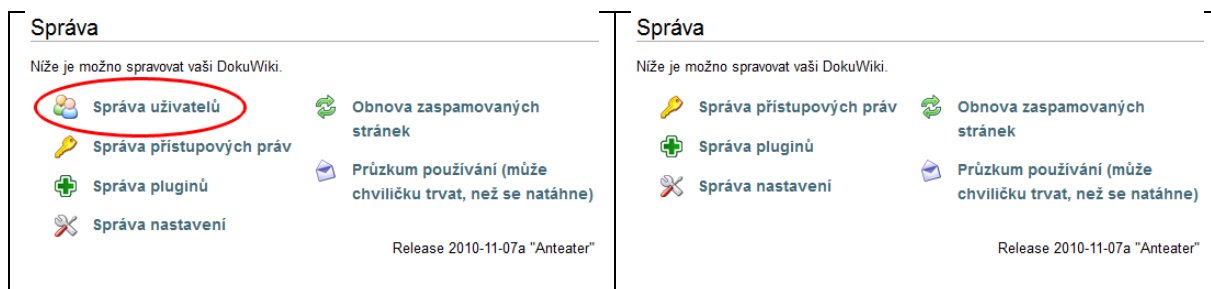 Správa
Níže je možno spravovat vaši DokuWiki.
Správa uživatelů
Správa přístupových práv
Správa pluginů
Správa nastavení
Obnova zaspamovaných
stránek
Průzkum používání (může
chviličku trvat, než se natáhne)
Release 2010-11-07a "Anteater"
Správa
Níže je možno spravovat vaši DokuWiki.
Správa přístupových práv
Správa pluginů
Správa nastavení
Obnova zaspamovaných
stránek
Průzkum používání (může
chviličku trvat, než se natáhne)
Release 2010-11-07a "Anteater"